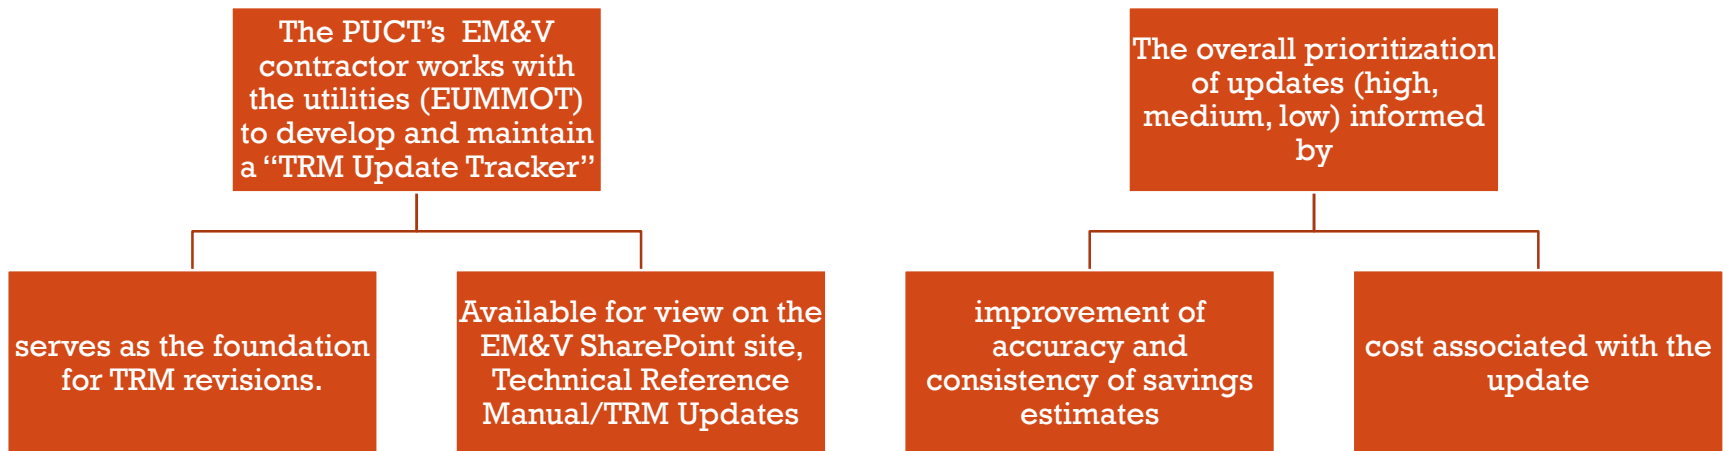 The PUCT’s  EM&V
contractor works with
the utilities (EUMMOT)
to develop and maintain
a “TRM Update Tracker”
serves as the foundation
for TRM revisions.
Available for view on the
EM&V SharePoint site,
Technical Reference
Manual/TRM Updates
The overall prioritization
of updates (high,
medium, low) informed
by
improvement of
accuracy and
consistency of savings
estimates
cost associated with the
update